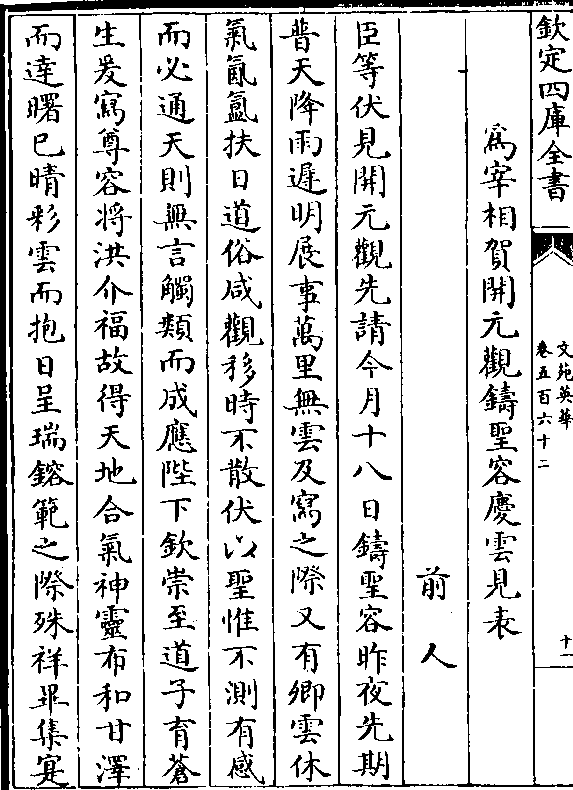 欽定四庫全書
文苑英華
卷五百六十二
十一
為宰相賀開元觀鑄聖容慶雲見表
前人
臣等伏見開元觀先請今月十八日鑄聖容昨夜先期
普天降雨遲明展事萬里無雲及寫之際又有卿雲休
氣氤氳扶日道俗咸觀移時不散伏以聖惟不測有感
而必通天則無言觸類而成應陛下欽崇至道子育蒼
生爰寫尊容将洪介福故得天地合氣神靈布和甘澤
而達曙已晴彩雲而抱日呈瑞鎔範之際殊祥畢集寔